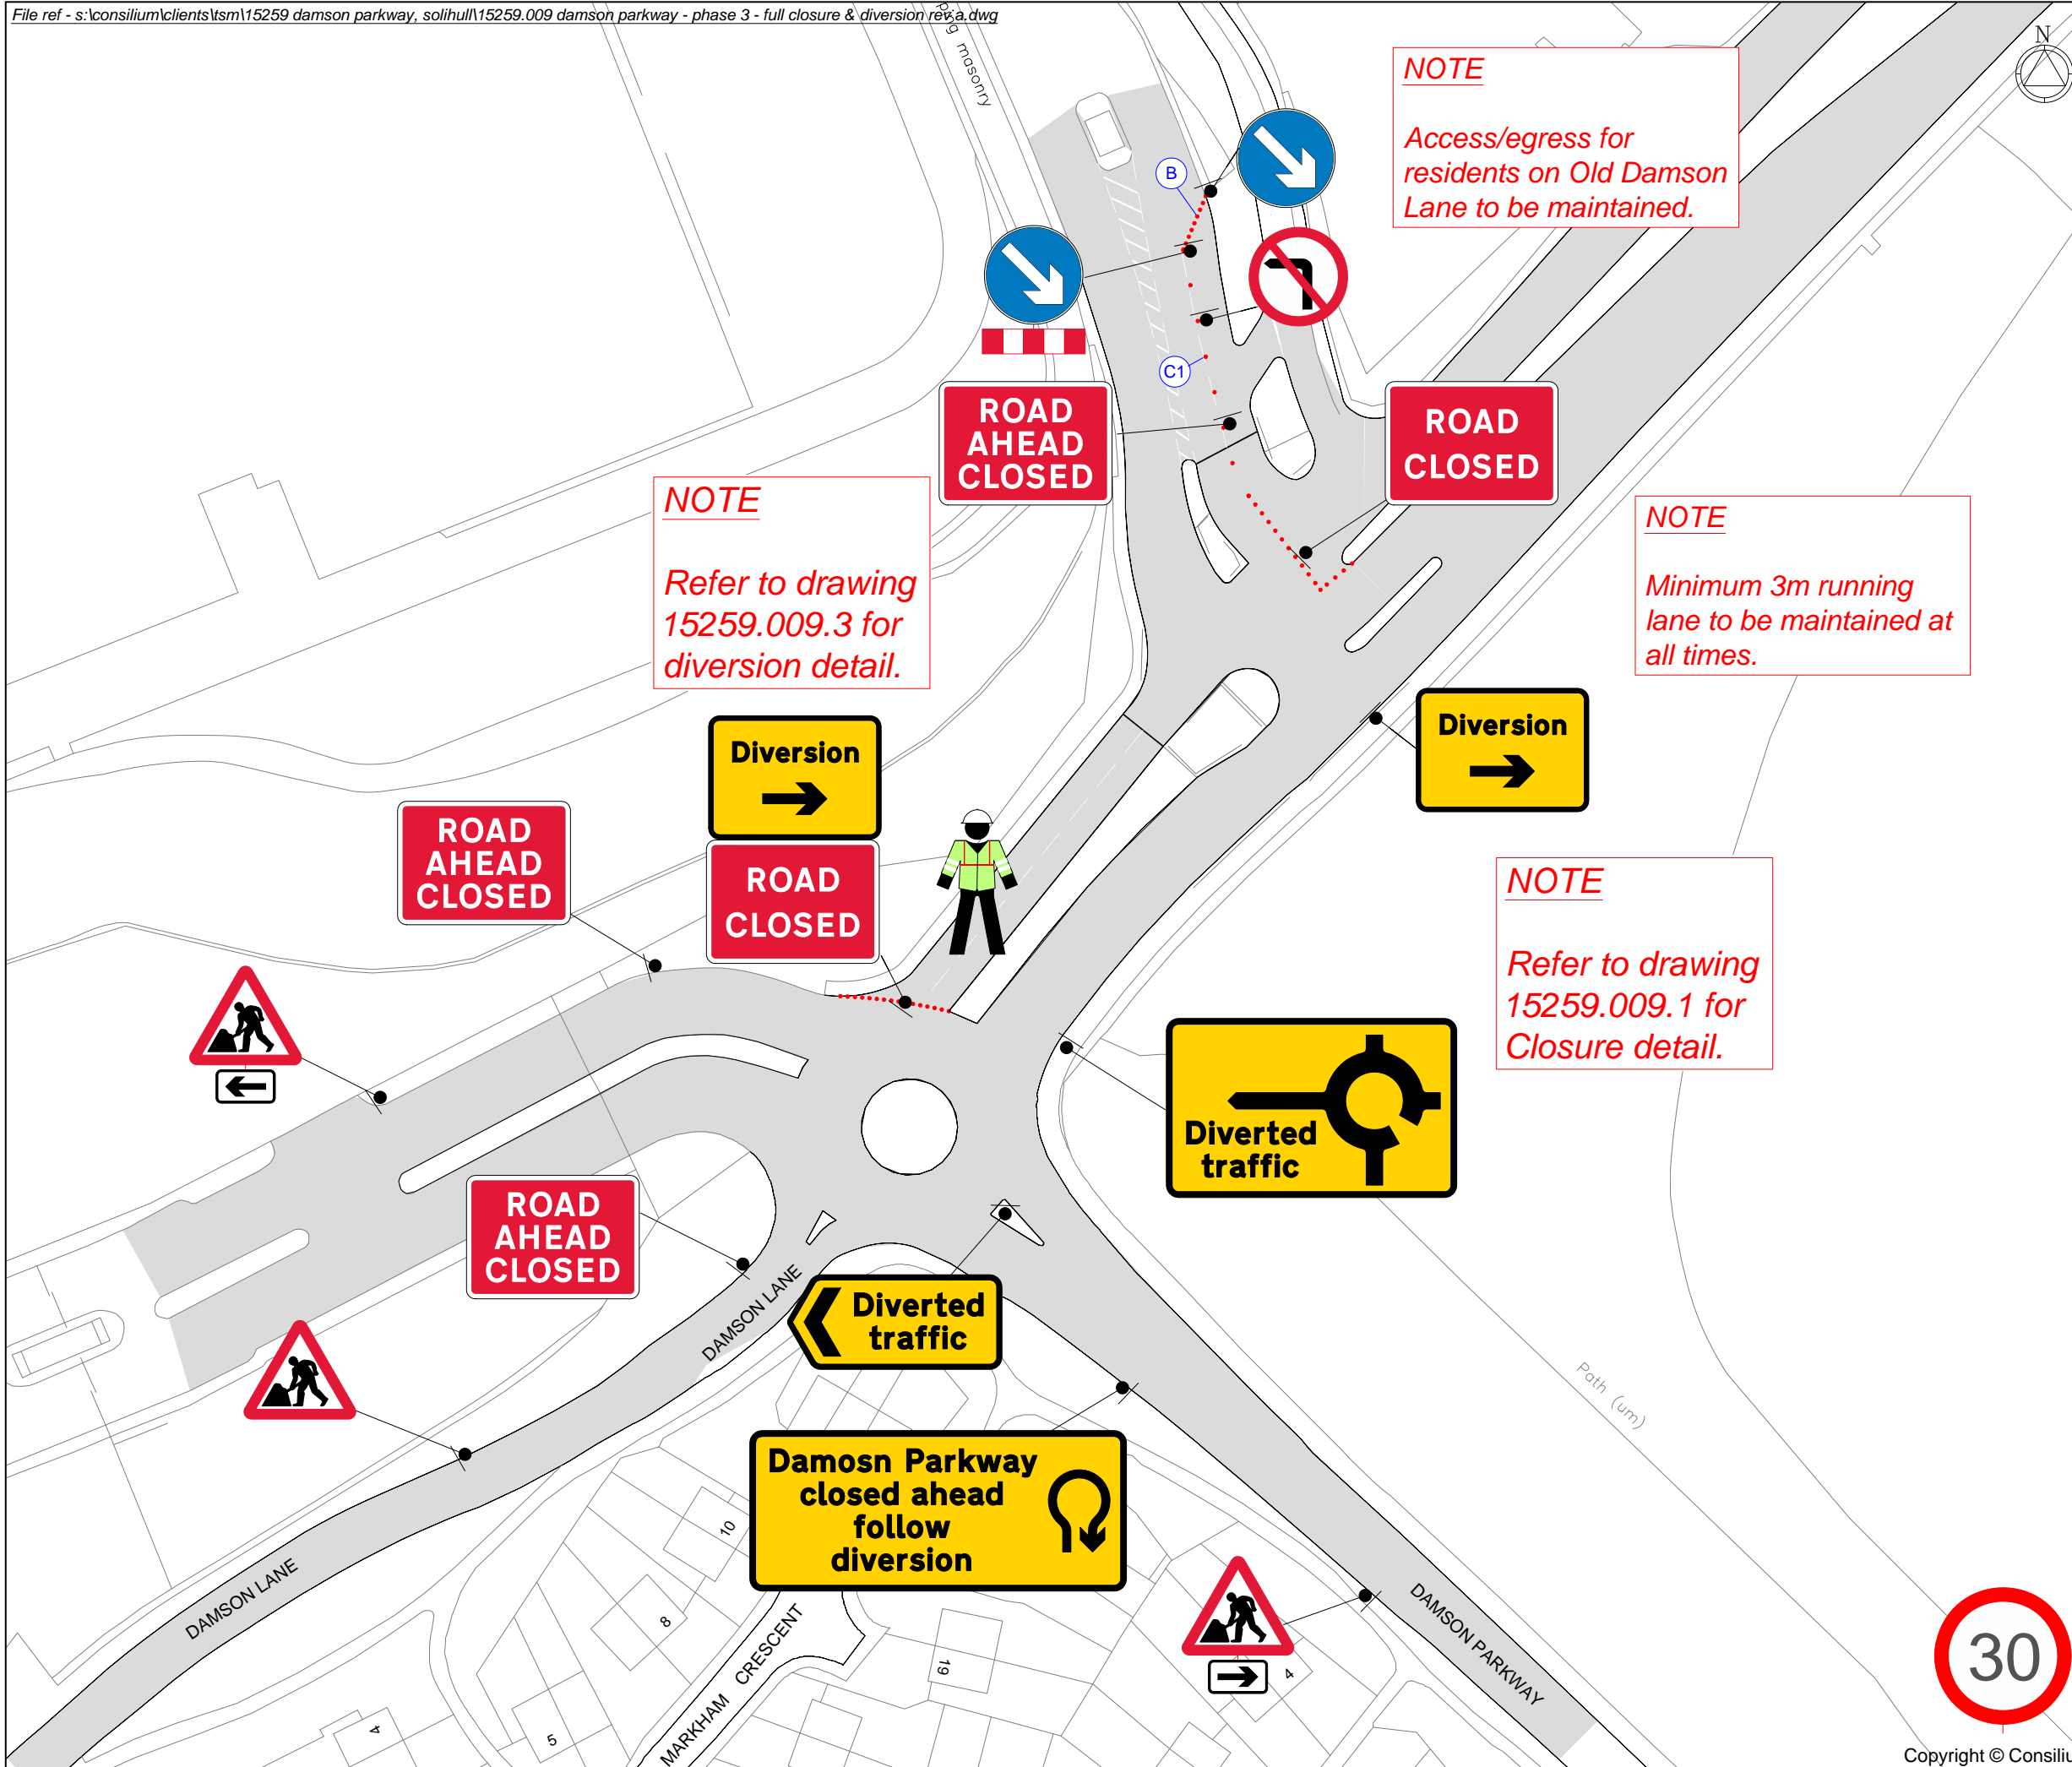 File ref - s:\consilium\clients\tsm\15259 damson parkway, solihull\15259.009 damson parkway - phase 3 - full closure & diversion rev a.dwg
ping masonry
N
NOTE
Access/egress for
residents on Old Damson
Lane to be maintained.
B
C1
ROAD
AHEAD
CLOSED
ROAD
CLOSED
NOTE
Refer to drawing
15259.009.3 for
diversion detail.
NOTE
Minimum 3m running
lane to be maintained at
all times.
Diversion
Diversion
ROAD
AHEAD
CLOSED
ROAD
CLOSED
NOTE
Refer to drawing
15259.009.1 for
Closure detail.
Diverted
traffic
ROAD
AHEAD
CLOSED
DAMSON LANE
Diverted
traffic
Path (um)
Damosn Parkway
closed ahead
follow
diversion
10
8
DAMSON LANE
MARKHAM CRESCENT
19
4
DAMSON PARKWAY
30
4
5
Copyright © Consiliu